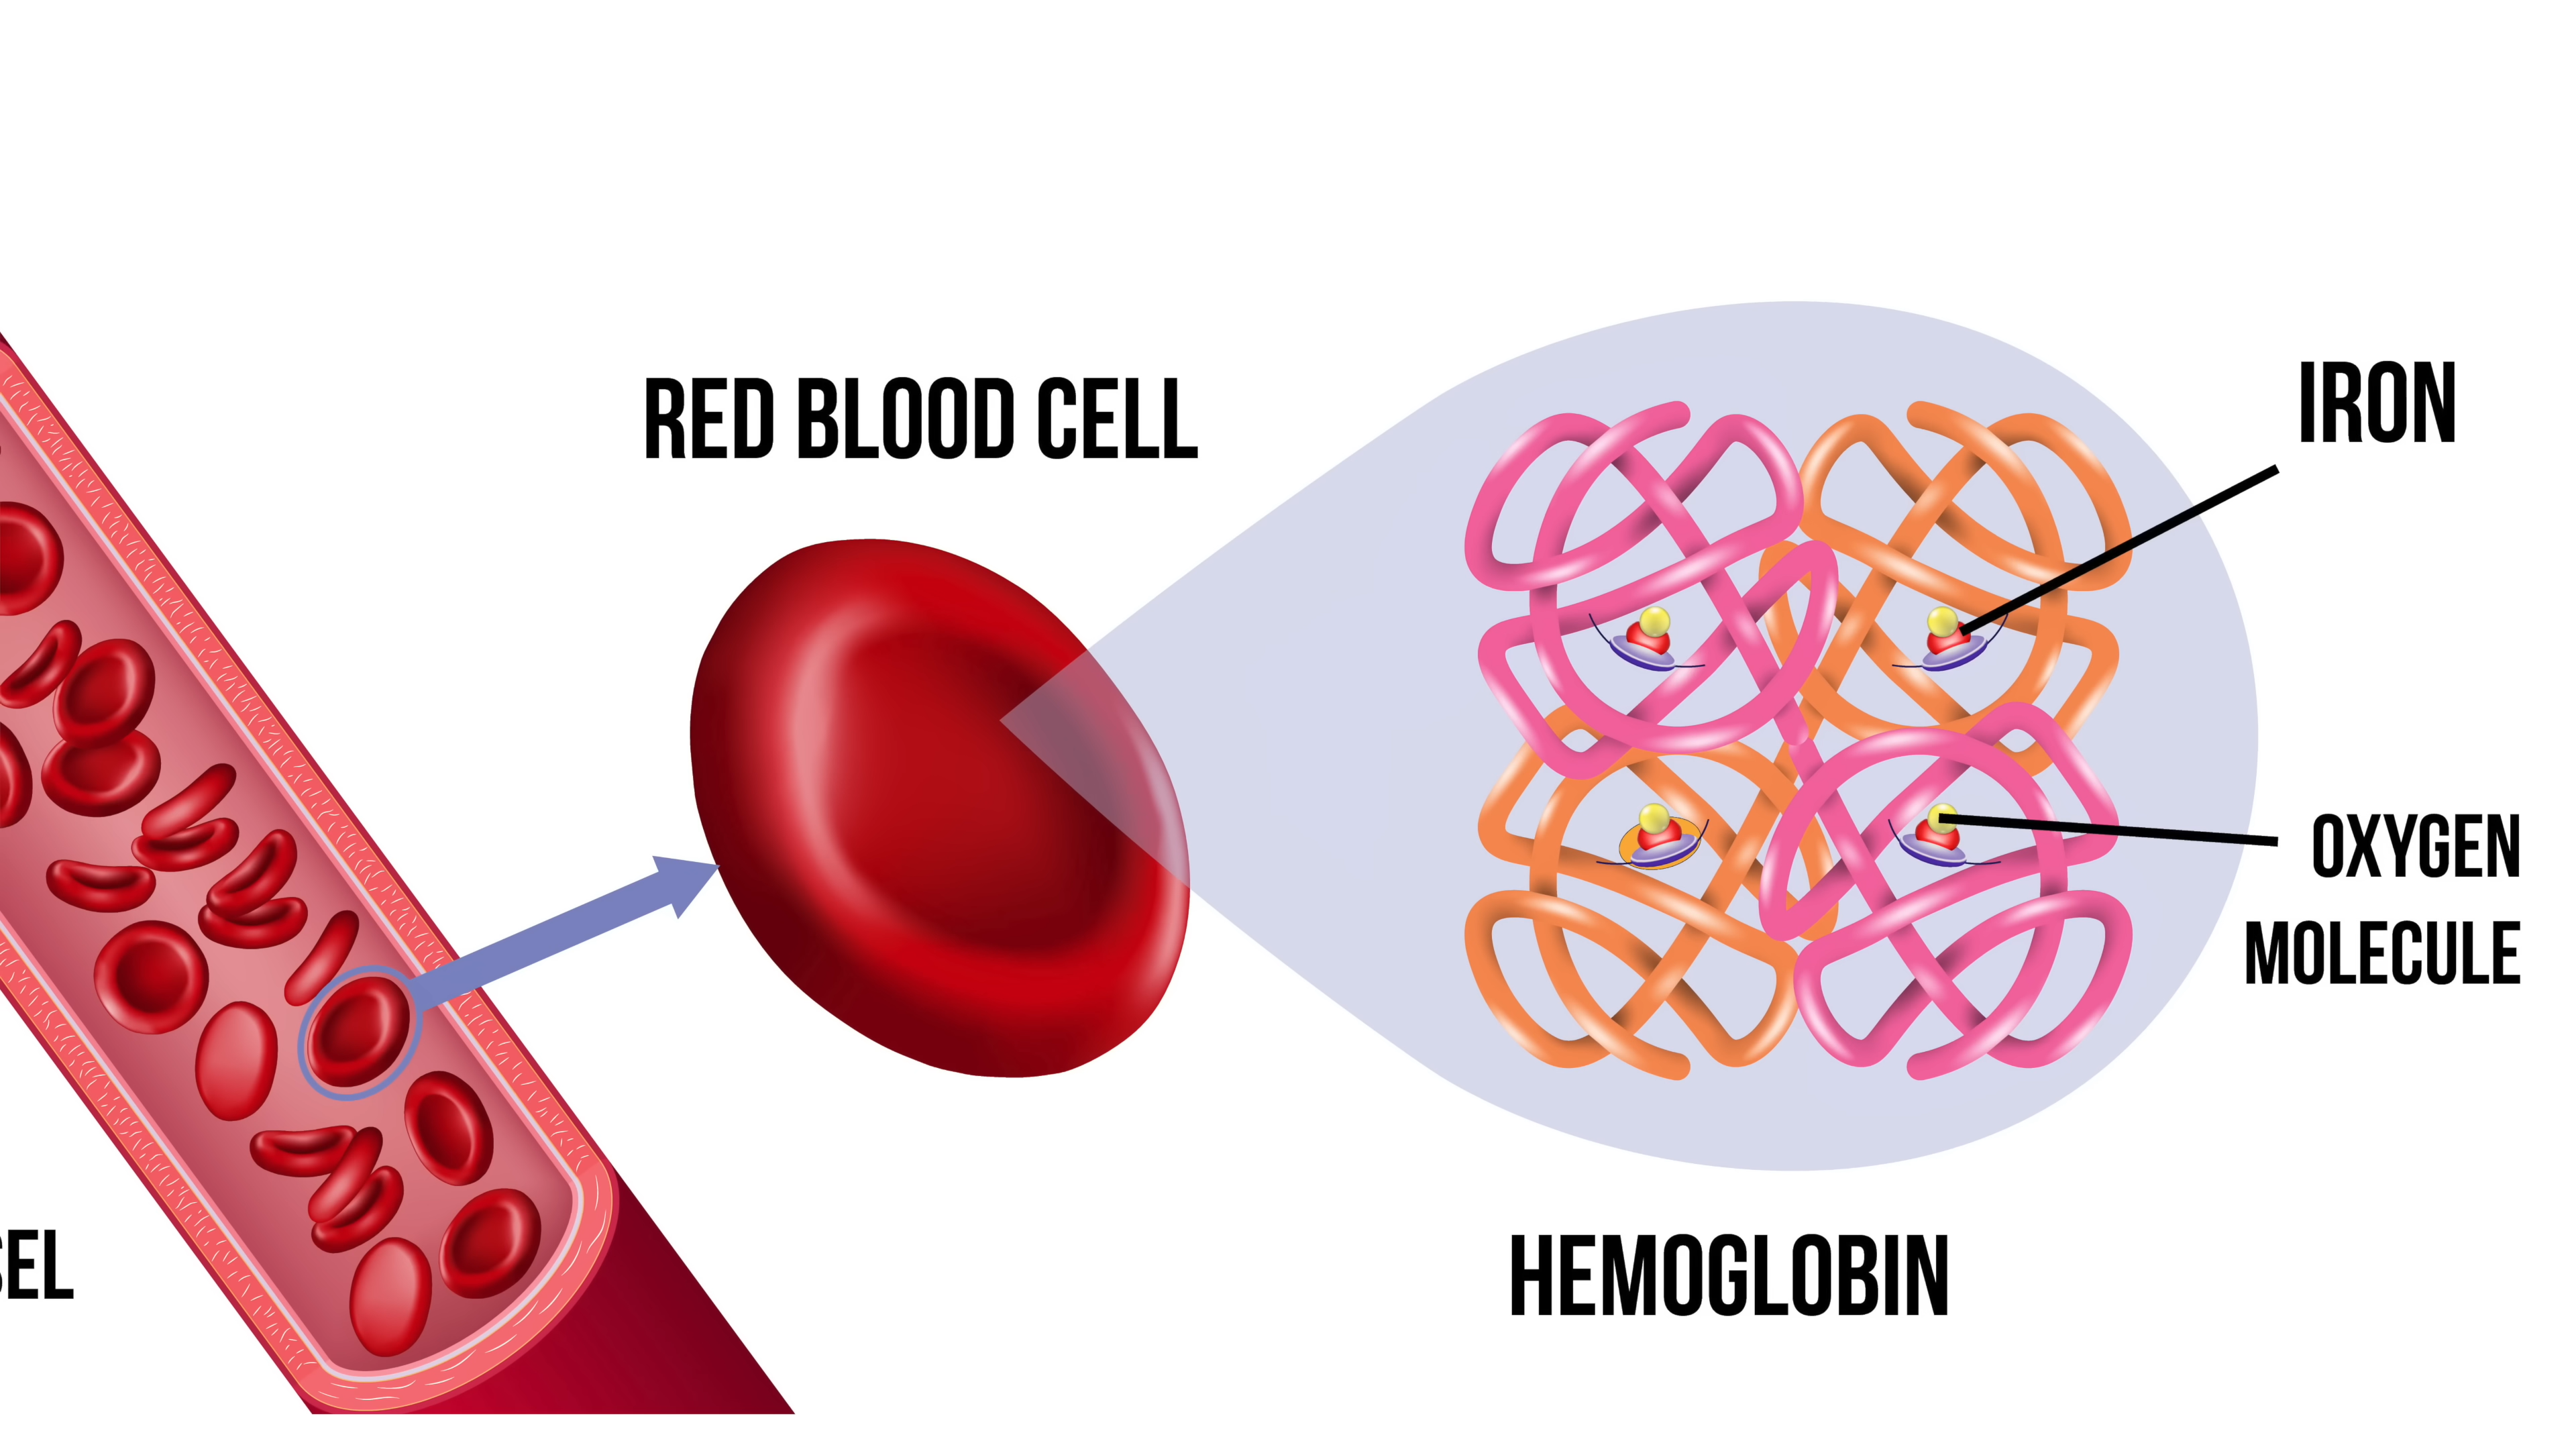 RED BLOOD CELL
IRON
OXYGEN
MOLECULE
SEL
HEMOGLOBIN